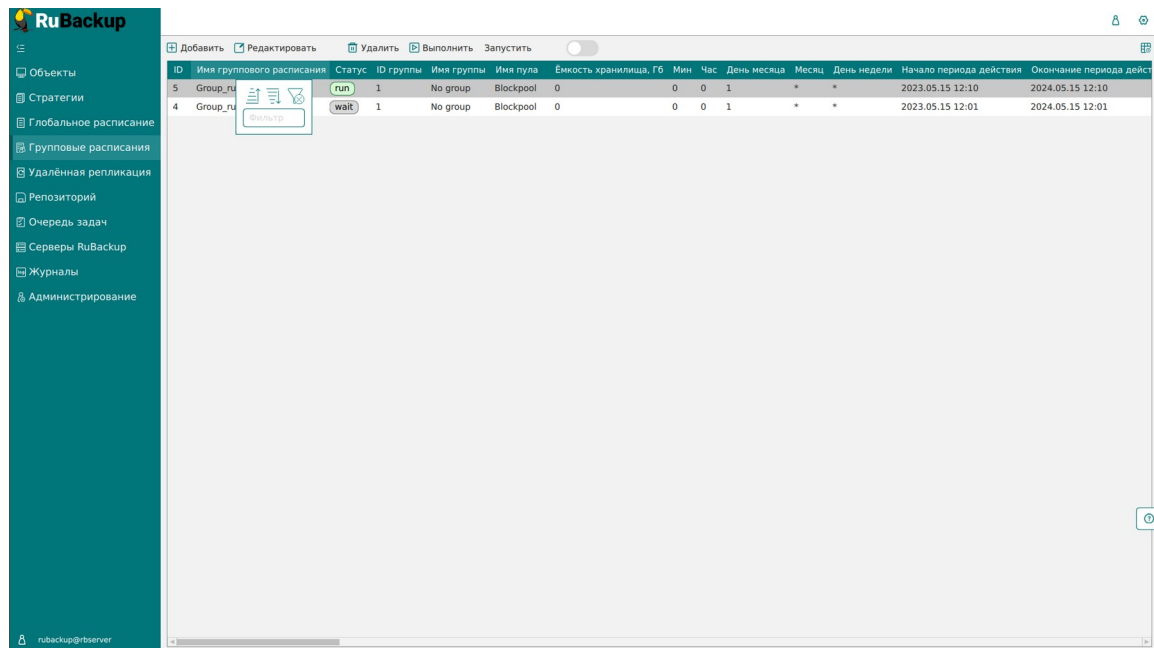 RuBackup
Добавить Редактировать Удалить Выполнить Запустить
Объекты
Стратегии
Глобальное расписание
Групповые расписания
Удалённая репликация
Репозиторий
Очередь задач
Серверы RuBackup
Журналы
Администрирование
rubackup@rbserver
ID Имя группового расписания Статус ID группы Имя группы Имя пула Ёмкость хранилища, Гб Мин Час День месяца Месяц День недели Начало периода действия Окончание периода дейст
5 Group_ru run 1 No group Blockpool 0 0 0 1 * * 2023.05.15 12:10 2024.05.15 12:10
4 Group_ru wait 1 No group Blockpool 0 0 0 1 * * 2023.05.15 12:01 2024.05.15 12:01
Фильтр